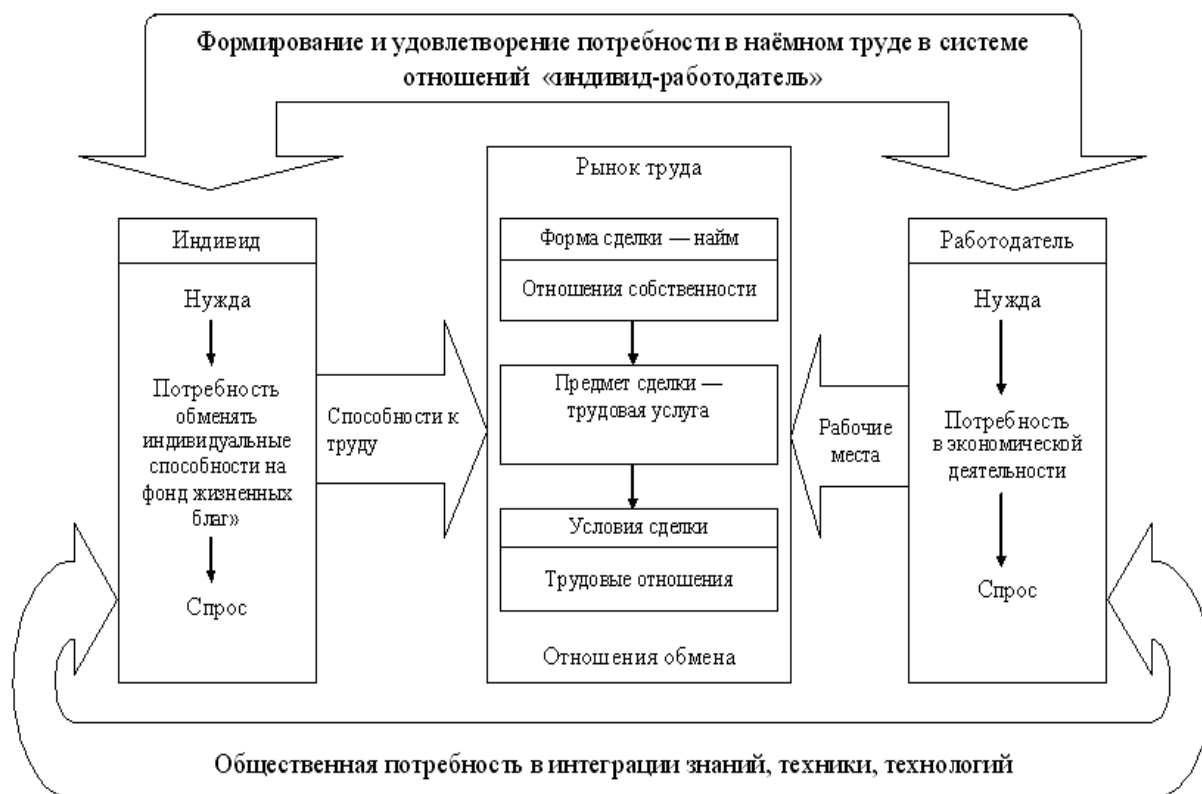 Формирование и удовлетворение потребности в наёмном труде в системе
отношений «индивид-работодатель»
Индивид
Нужда
Потребность
обменять
индивидуальные
способности на
фонд жизненных
благ»
Спрос
Способности к
труду
Рынок труда
Форма сделки — найм
Отношения собственности
Предмет сделки —
трудовая услуга
Условия сделки
Трудовые отношения
Отношения обмена
Рабочие
места
Работодатель
Нужда
Потребность
в экономической
деятельности
Спрос
Общественная потребность в интеграции знаний, техники, технологий